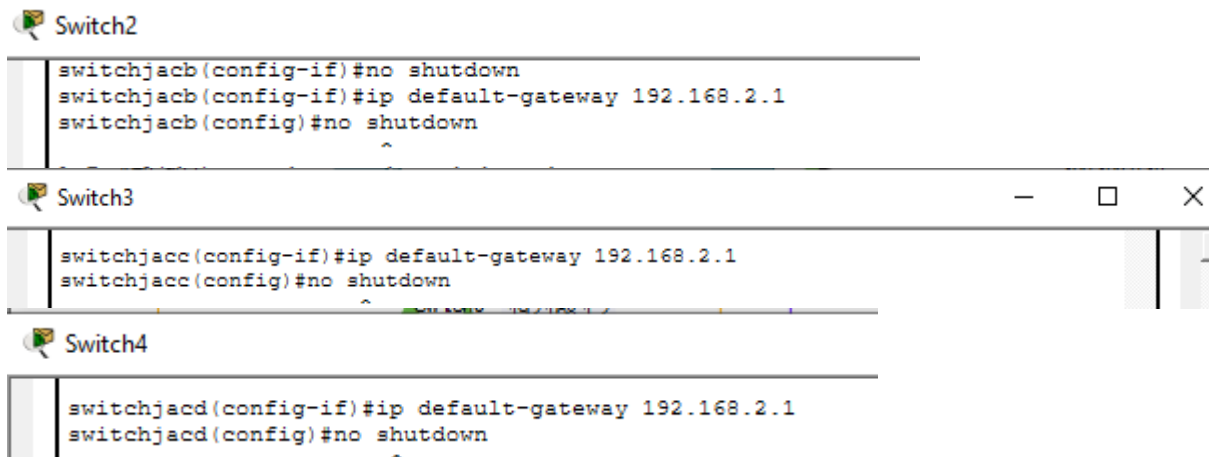 Switch2
switchjacb(config-if)#no shutdown
switchjacb(config-if)#ip default-gateway 192.168.2.1
switchjacb(config)#no shutdown
^
Switch3
switchjacc(config-if)#ip default-gateway 192.168.2.1
switchjacc(config)#no shutdown
^
Switch4
switchjacd(config-if)#ip default-gateway 192.168.2.1
switchjacd(config)#no shutdown
^